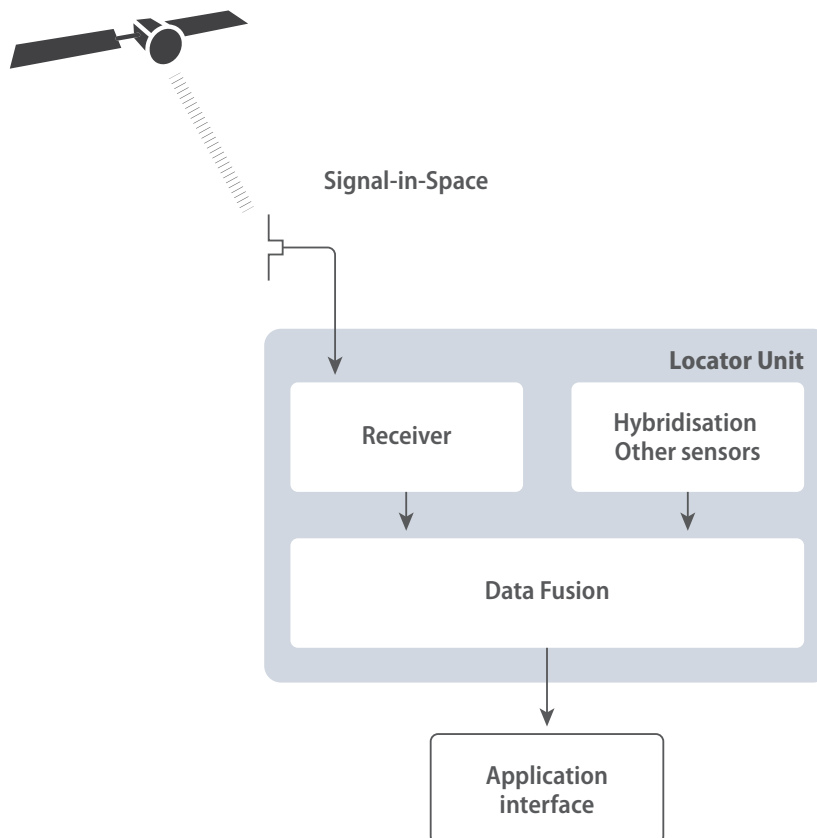 Signal-in-Space
Locator Unit
Receiver
Hybridisation
Other sensors
Data Fusion
Application
interface